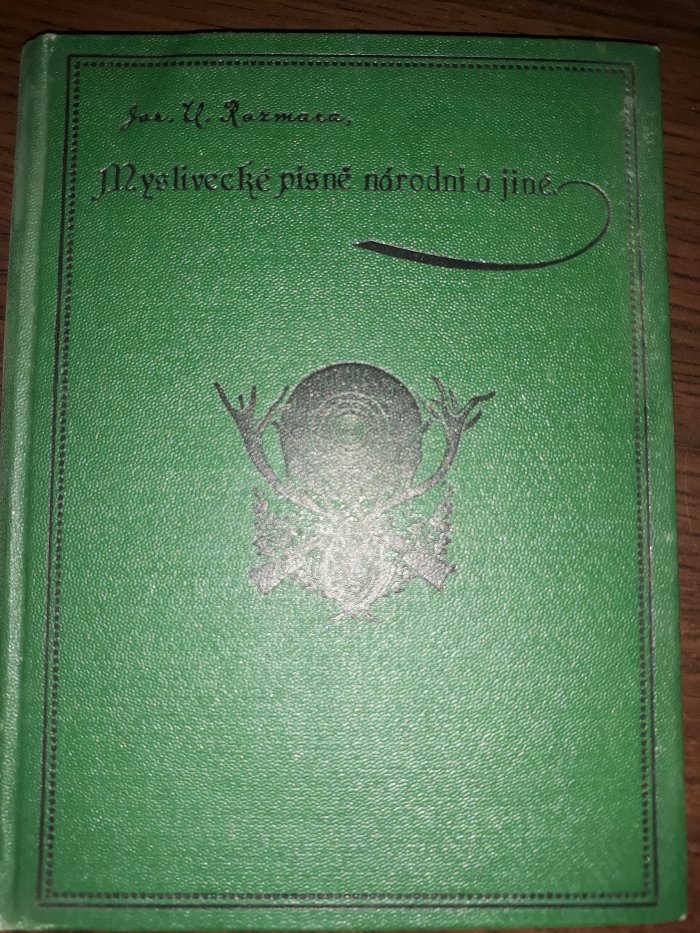 Jos. V. Rozmara,
Myslivecké písně národní a jiné.